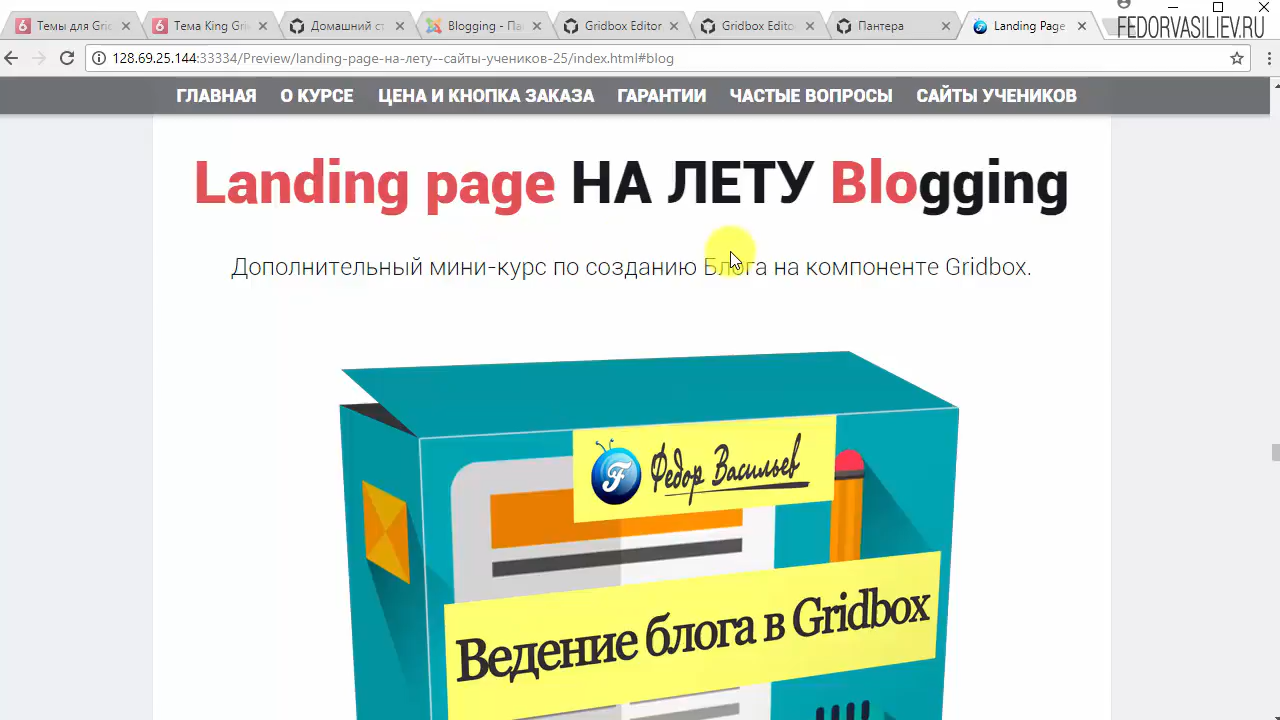 Темы для Grid
Тема King Grid
Домашний ст
Blogging - Па
Gridbox Editor
Gridbox Edito
Пантера
Landing Page
FEDORVASILIEV.RU
128.69.25.144:33334/Preview/landing-page-на-лету--сайты-учеников-25/index.html#blog
ГЛАВНАЯ О КУРСЕ ЦЕНА И КНОПКА ЗАКАЗА ГАРАНТИИ ЧАСТЫЕ ВОПРОСЫ САЙТЫ УЧЕНИКОВ
Landing page НА ЛЕТУ Blogging
Дополнительный мини-курс по созданию Блога на компоненте Gridbox.
F Федор Васильев
Ведение блога в Gridbox